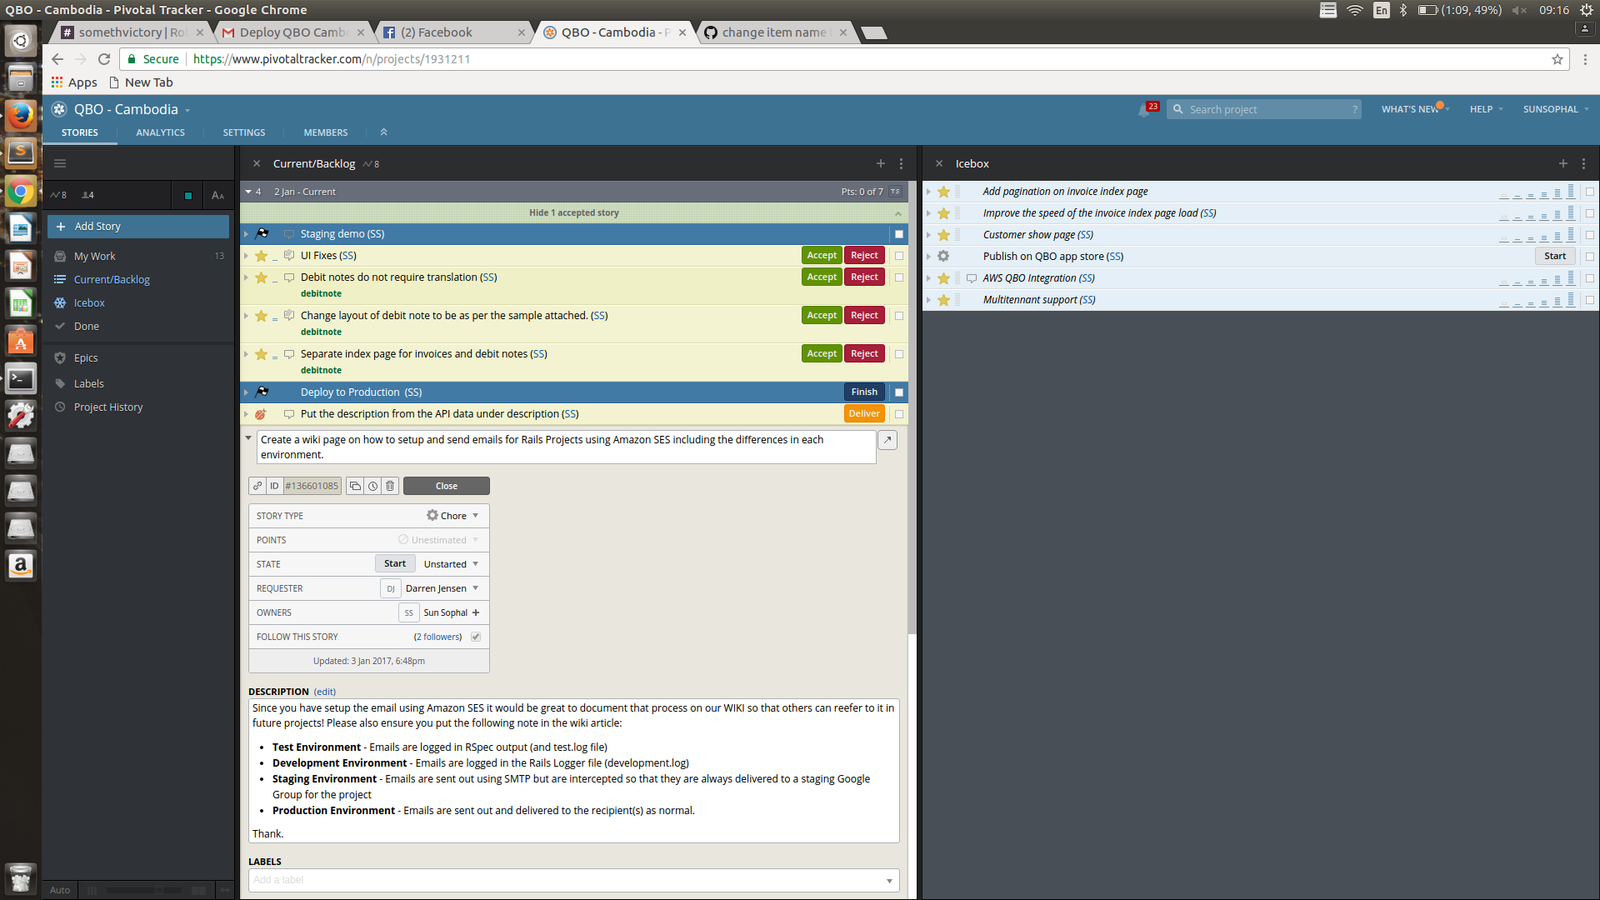 QBO - Cambodia - Pivotal Tracker - Google Chrome
En
(1:09, 49%)
09:16
somethvictory | Ro
Deploy QBO Camb
(2) Facebook
QBO - Cambodia - P
change item name
Secure
https://www.pivotaltracker.com/n/projects/1931211
Apps
New Tab
QBO - Cambodia
23
Search project
?
WHAT'S NEW
HELP
SUNSOPHAL
STORIES
ANALYTICS
SETTINGS
MEMBERS
Current/Backlog
8
Icebox
8
4
AA
4
2 Jan - Current
Pts: 0 of 7
TS
Hide 1 accepted story
Add Story
My Work
13
Current/Backlog
Icebox
Done
Epics
Labels
Project History
Auto
Staging demo (SS)
UI Fixes (SS)
Accept
Reject
Debit notes do not require translation (SS)
Accept
Reject
debitnote
Change layout of debit note to be as per the sample attached. (SS)
Accept
Reject
debitnote
Separate index page for invoices and debit notes (SS)
Accept
Reject
debitnote
Deploy to Production (SS)
Finish
Put the description from the API data under description (SS)
Deliver
Create a wiki page on how to setup and send emails for Rails Projects using Amazon SES including the differences in each
environment.
ID
#136601085
Close
STORY TYPE
Chore
POINTS
Unestimated
STATE
Start
Unstarted
REQUESTER
DJ
Darren Jensen
OWNERS
SS
Sun Sophal
FOLLOW THIS STORY
(2 followers)
Updated: 3 Jan 2017, 6:48pm
DESCRIPTION (edit)
Since you have setup the email using Amazon SES it would be great to document that process on our WIKI so that others can reefer to it in
future projects! Please also ensure you put the following note in the wiki article:
• Test Environment - Emails are logged in RSpec output (and test.log file)
• Development Environment - Emails are logged in the Rails Logger file (development.log)
• Staging Environment - Emails are sent out using SMTP but are intercepted so that they are always delivered to a staging Google
Group for the project
• Production Environment - Emails are sent out and delivered to the recipient(s) as normal.
Thank.
LABELS
Add a label
Add pagination on invoice index page
Improve the speed of the invoice index page load (SS)
Customer show page (SS)
Publish on QBO app store (SS)
Start
AWS QBO Integration (SS)
Multitennant support (SS)